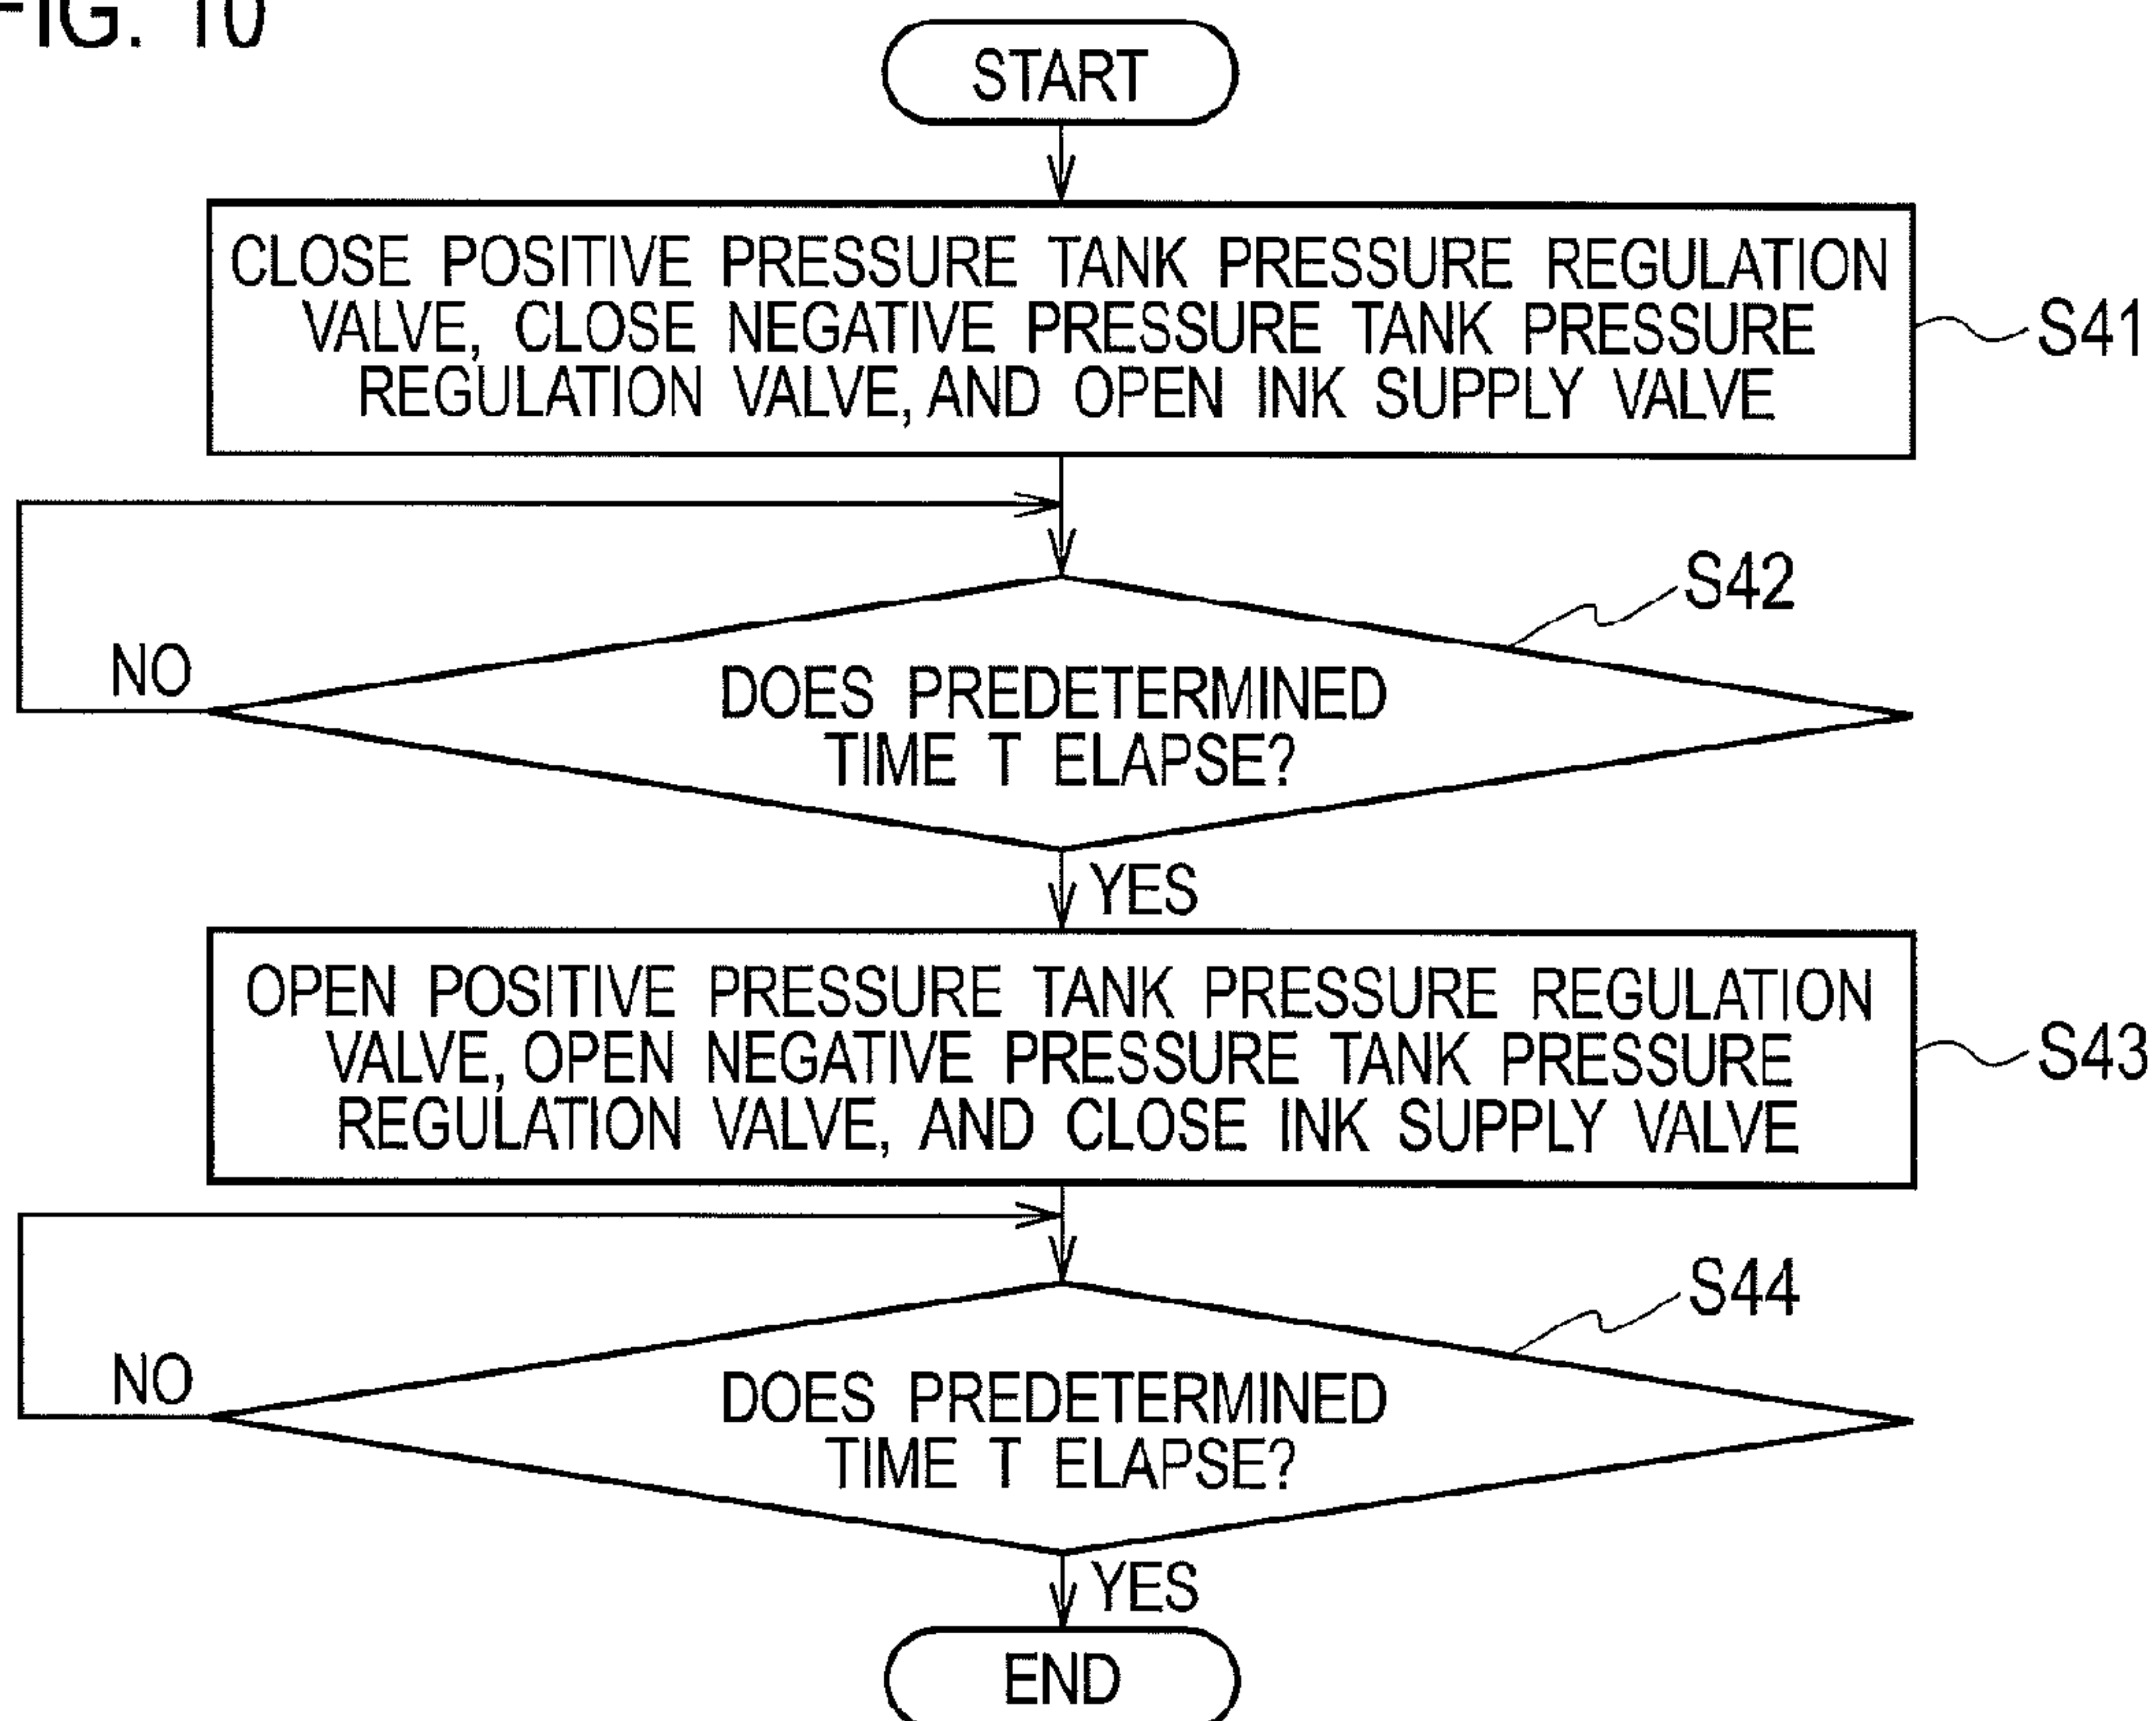 FIG. 10
START
CLOSE POSITIVE PRESSURE TANK PRESSURE REGULATION
VALVE, CLOSE NEGATIVE PRESSURE TANK PRESSURE
REGULATION VALVE, AND OPEN INK SUPPLY VALVE
S41
S42
NO
DOES PREDETERMINED
TIME T ELAPSE?
YES
OPEN POSITIVE PRESSURE TANK PRESSURE REGULATION
VALVE, OPEN NEGATIVE PRESSURE TANK PRESSURE
REGULATION VALVE, AND CLOSE INK SUPPLY VALVE
S43
S44
NO
DOES PREDETERMINED
TIME T ELAPSE?
YES
END